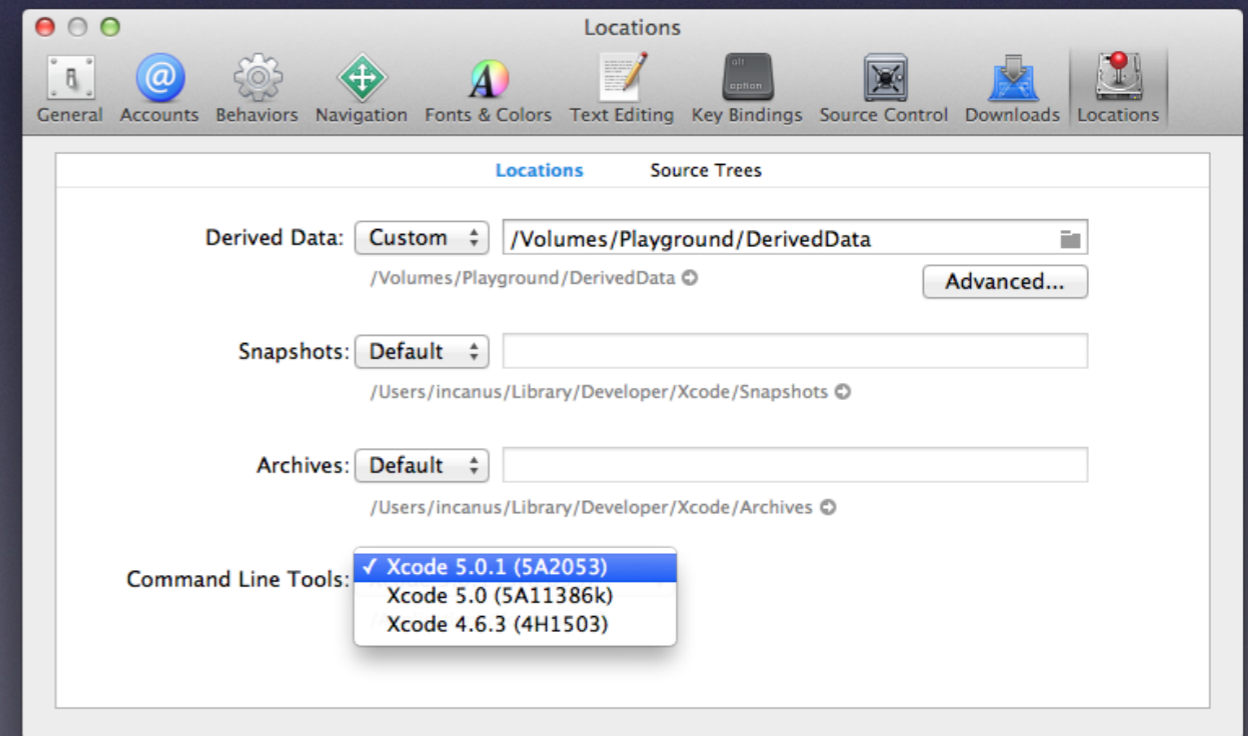 Locations
alt
option
General Accounts Behaviors Navigation Fonts & Colors Text Editing Key Bindings Source Control Downloads Locations
Locations Source Trees
Derived Data: Custom /Volumes/Playground/DerivedData
/Volumes/Playground/DerivedData
Advanced...
Snapshots: Default
/Users/incanus/Library/Developer/Xcode/Snapshots
Archives: Default
/Users/incanus/Library/Developer/Xcode/Archives
Command Line Tools: ✓ Xcode 5.0.1 (5A2053)
Xcode 5.0 (5A11386k)
Xcode 4.6.3 (4H1503)